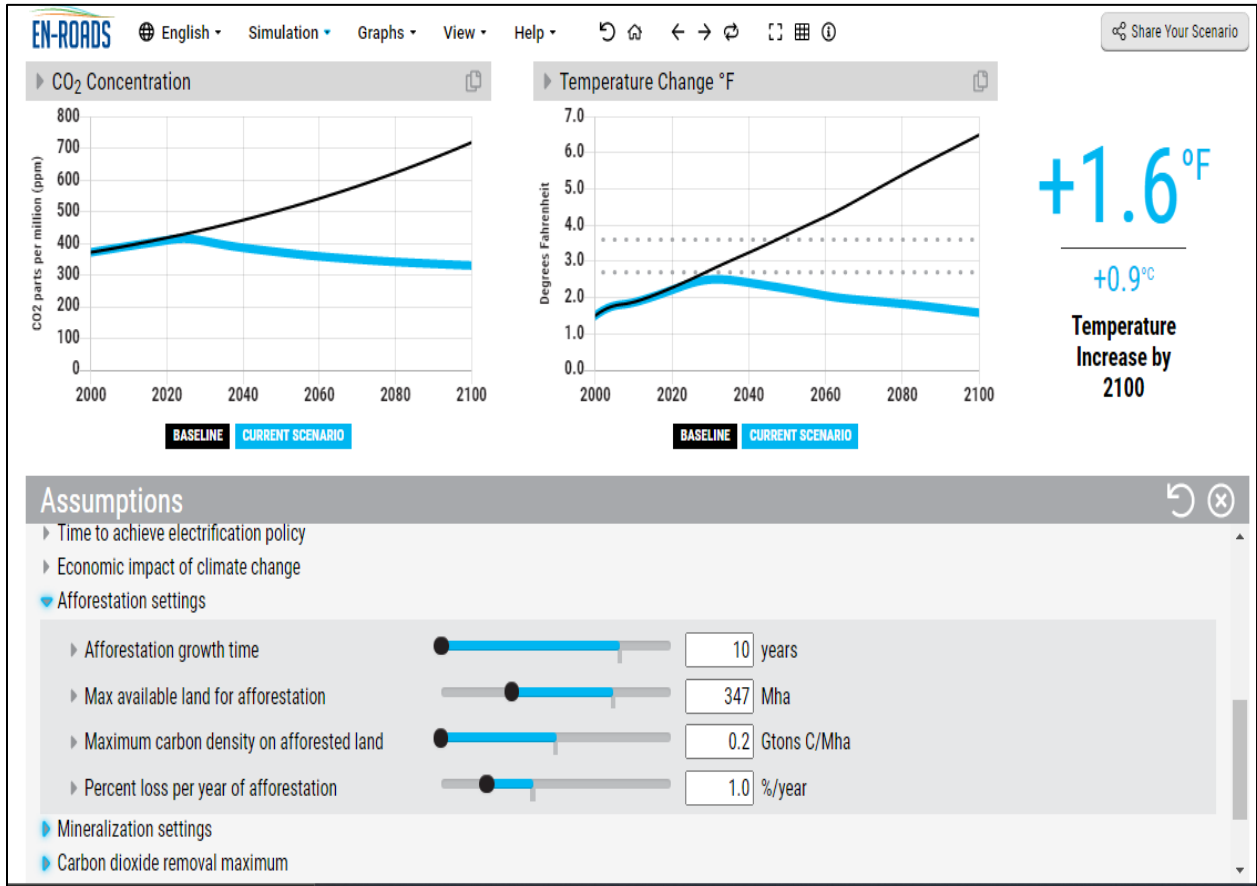 EN-ROADS English Simulation Graphs View Help Share Your Scenario
CO2 Concentration
800
700
600
500
400
300
200
100
0
CO2 parts per million (ppm)
2000 2020 2040 2060 2080 2100
BASELINE CURRENT SCENARIO
Temperature Change °F
7.0
6.0
5.0
4.0
3.0
2.0
1.0
0.0
Degrees Fahrenheit
2000 2020 2040 2060 2080 2100
BASELINE CURRENT SCENARIO
+1.6 °F
+0.9 °C
Temperature
Increase by
2100
Assumptions
Time to achieve electrification policy
Economic impact of climate change
Afforestation settings
Afforestation growth time 10 years
Max available land for afforestation 347 Mha
Maximum carbon density on afforested land 0.2 Gtons C/Mha
Percent loss per year of afforestation 1.0 %/year
Mineralization settings
Carbon dioxide removal maximum